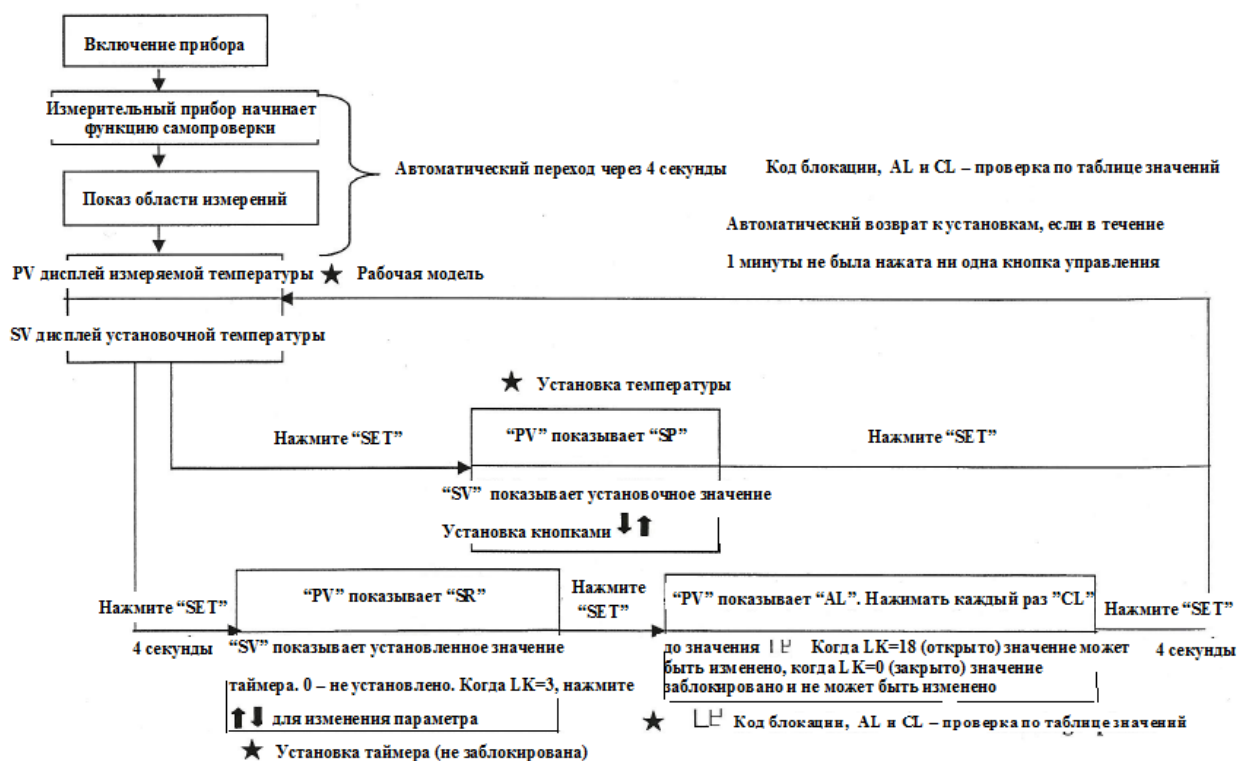 Включение прибора
Измерительный прибор начинает
функцию самопроверки
Автоматический переход через 4 секунды
Код блокации, AL и CL – проверка по таблице значений
Показ области измерений
Автоматический возврат к установкам, если в течение
1 минуты не была нажата ни одна кнопка управления
PV дисплей измеряемой температуры ★ Рабочая модель
SV дисплей установочной температуры
★ Установка температуры
Нажмите “SET”
“PV” показывает “SP”
Нажмите “SET”
“SV” показывает установочное значение
Установка кнопками ⬇⬆
Нажмите “SET”
4 секунды
“PV” показывает “SR”
“SV” показывает установленное значение
таймера. 0 – не установлено. Когда LK=3, нажмите
⬆⬇ для изменения параметра
★ Установка таймера (не заблокирована)
Нажмите
“SET”
“PV” показывает “AL”. Нажимать каждый раз ”CL”
до значения Когда LK=18 (открыто) значение может
быть изменено, когда LK=0 (закрыто) значение
заблокировано и не может быть изменено
★ Код блокации, AL и CL – проверка по таблице значений
Нажмите “SET”
4 секунды